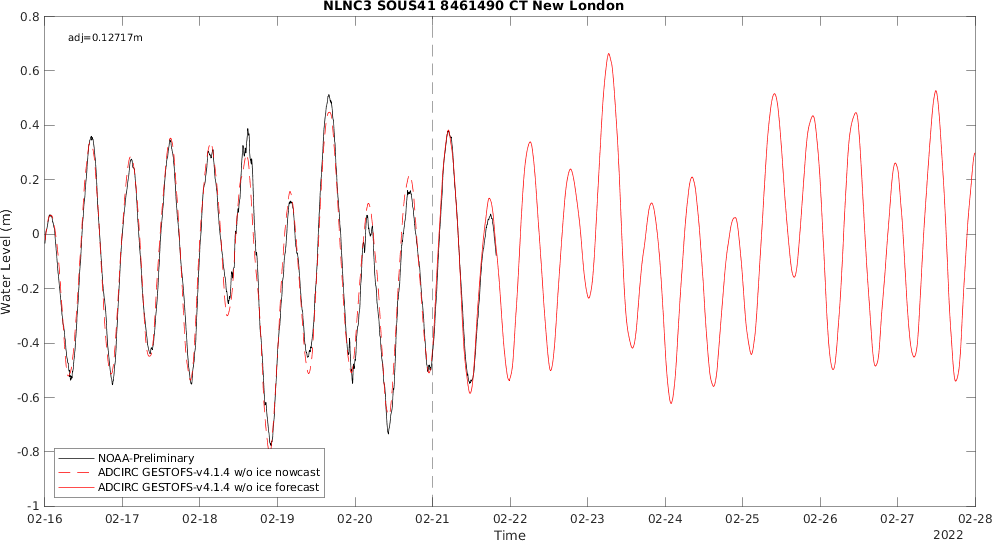 NLNC3 SOUS41 8461490 CT New London
adj=0.12717m
0.8
0.6
0.4
0.2
0
-0.2
-0.4
-0.6
-0.8
-1
Water Level (m)
NOAA-Preliminary
ADCIRC GESTOFS-v4.1.4 w/o ice nowcast
ADCIRC GESTOFS-v4.1.4 w/o ice forecast
02-16 02-17 02-18 02-19 02-20 02-21 02-22 02-23 02-24 02-25 02-26 02-27 02-28
Time
2022